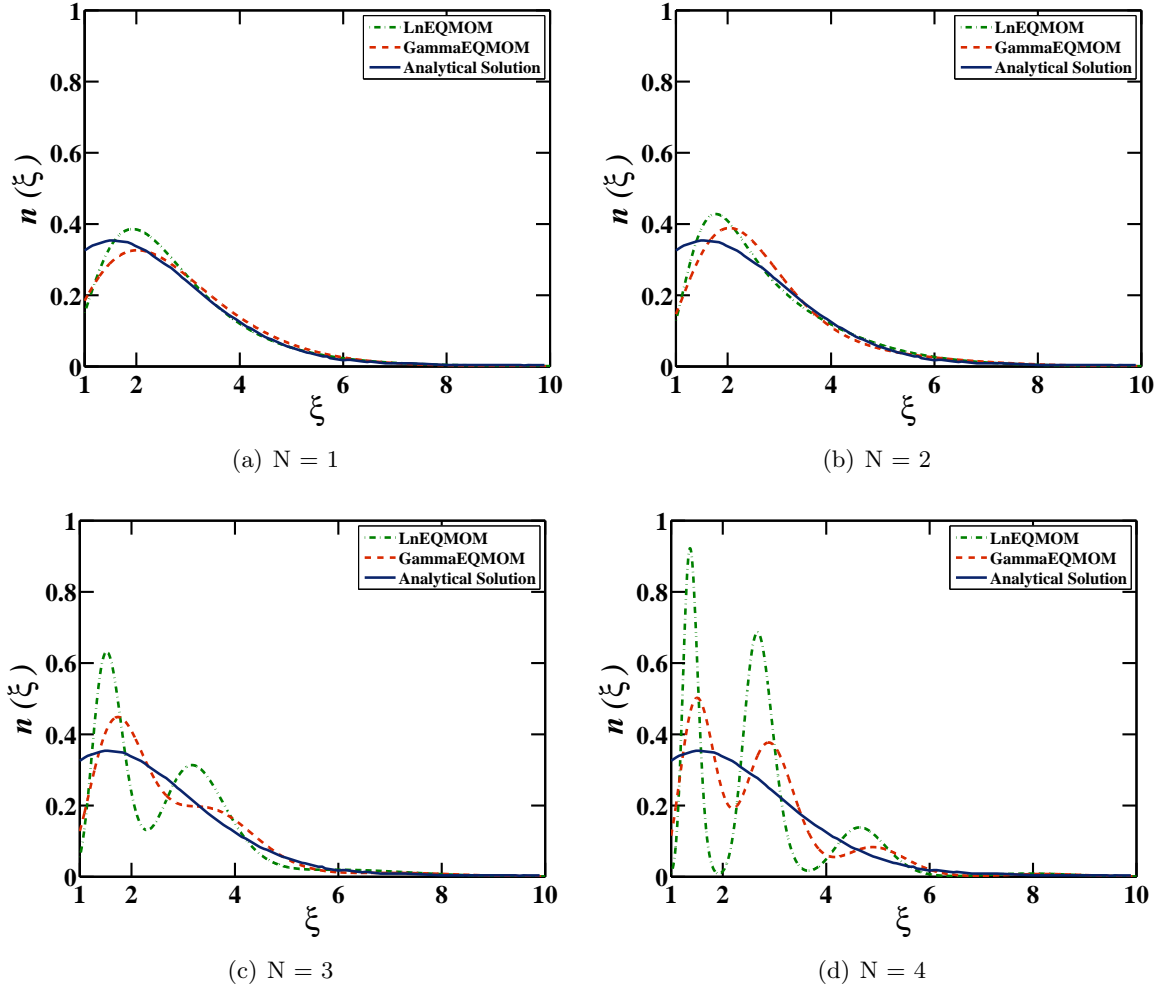 1
0.8
0.6
0.4
0.2
0
n (ξ)
1 2 4 6 8 10
ξ
LnEQMOM
GammaEQMOM
Analytical Solution
(a) N = 1
1
0.8
0.6
0.4
0.2
0
n (ξ)
1 2 4 6 8 10
ξ
LnEQMOM
GammaEQMOM
Analytical Solution
(b) N = 2
1
0.8
0.6
0.4
0.2
0
n (ξ)
1 2 4 6 8 10
ξ
LnEQMOM
GammaEQMOM
Analytical Solution
(c) N = 3
1
0.8
0.6
0.4
0.2
0
n (ξ)
1 2 4 6 8 10
ξ
LnEQMOM
GammaEQMOM
Analytical Solution
(d) N = 4